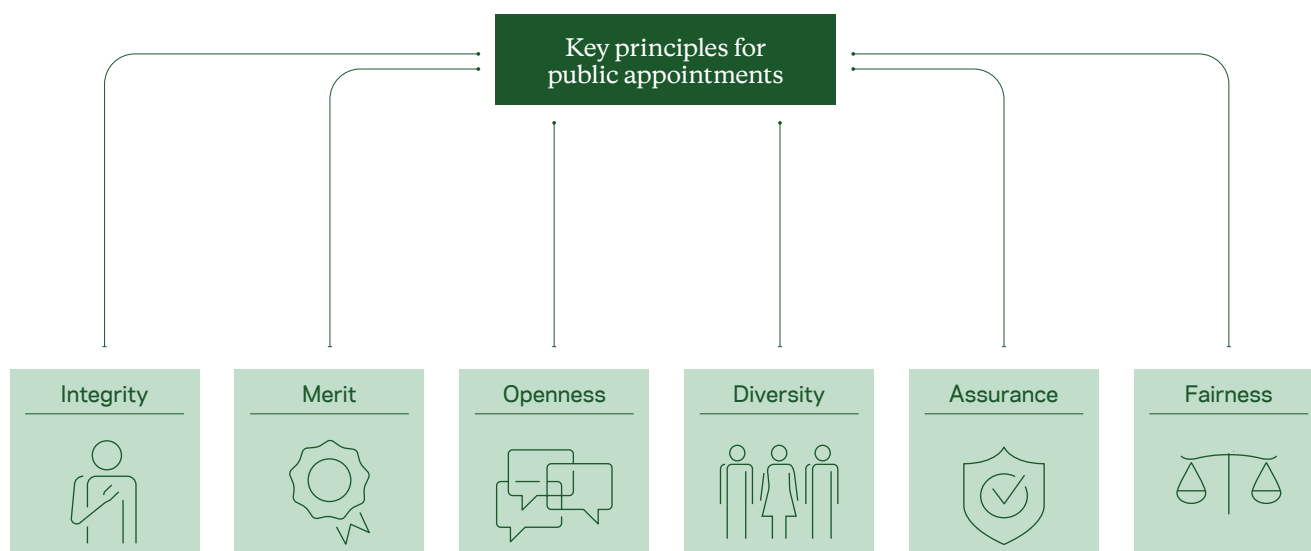 Key principles for
public appointments
Integrity
Merit
Openness
Diversity
Assurance
Fairness